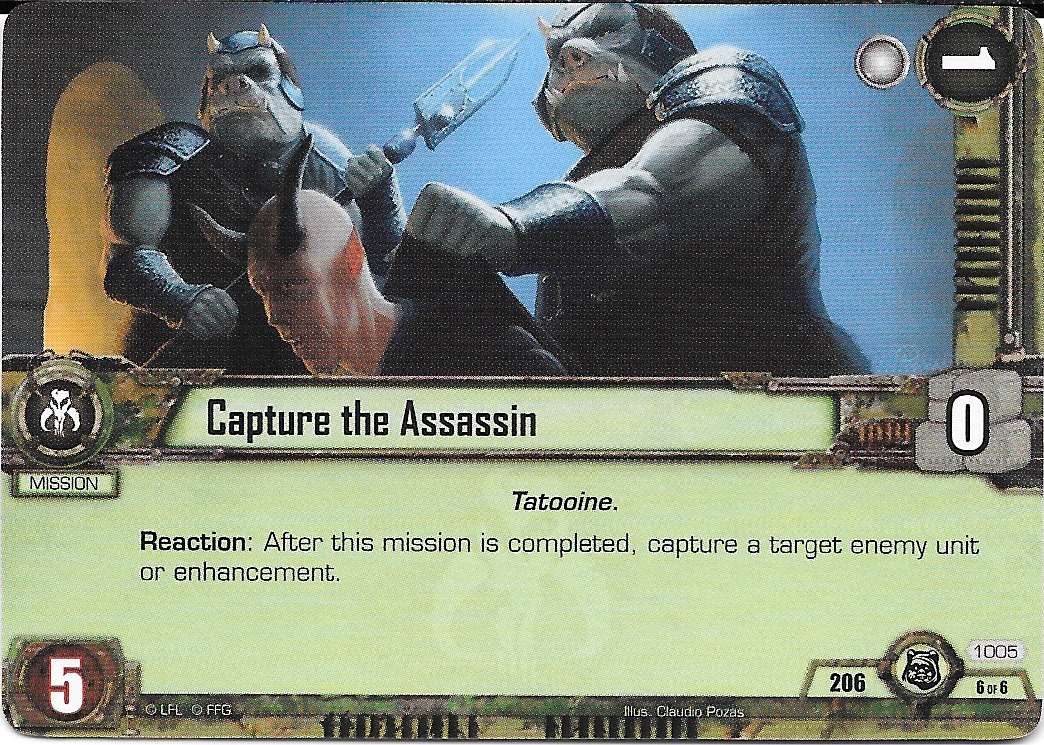 1
Capture the Assassin
0
MISSION
Tatooine.
Reaction: After this mission is completed, capture a target enemy unit
or enhancement.
5
© LFL © FFG
Illus. Claudio Pozas
206
1005
6 OF 6